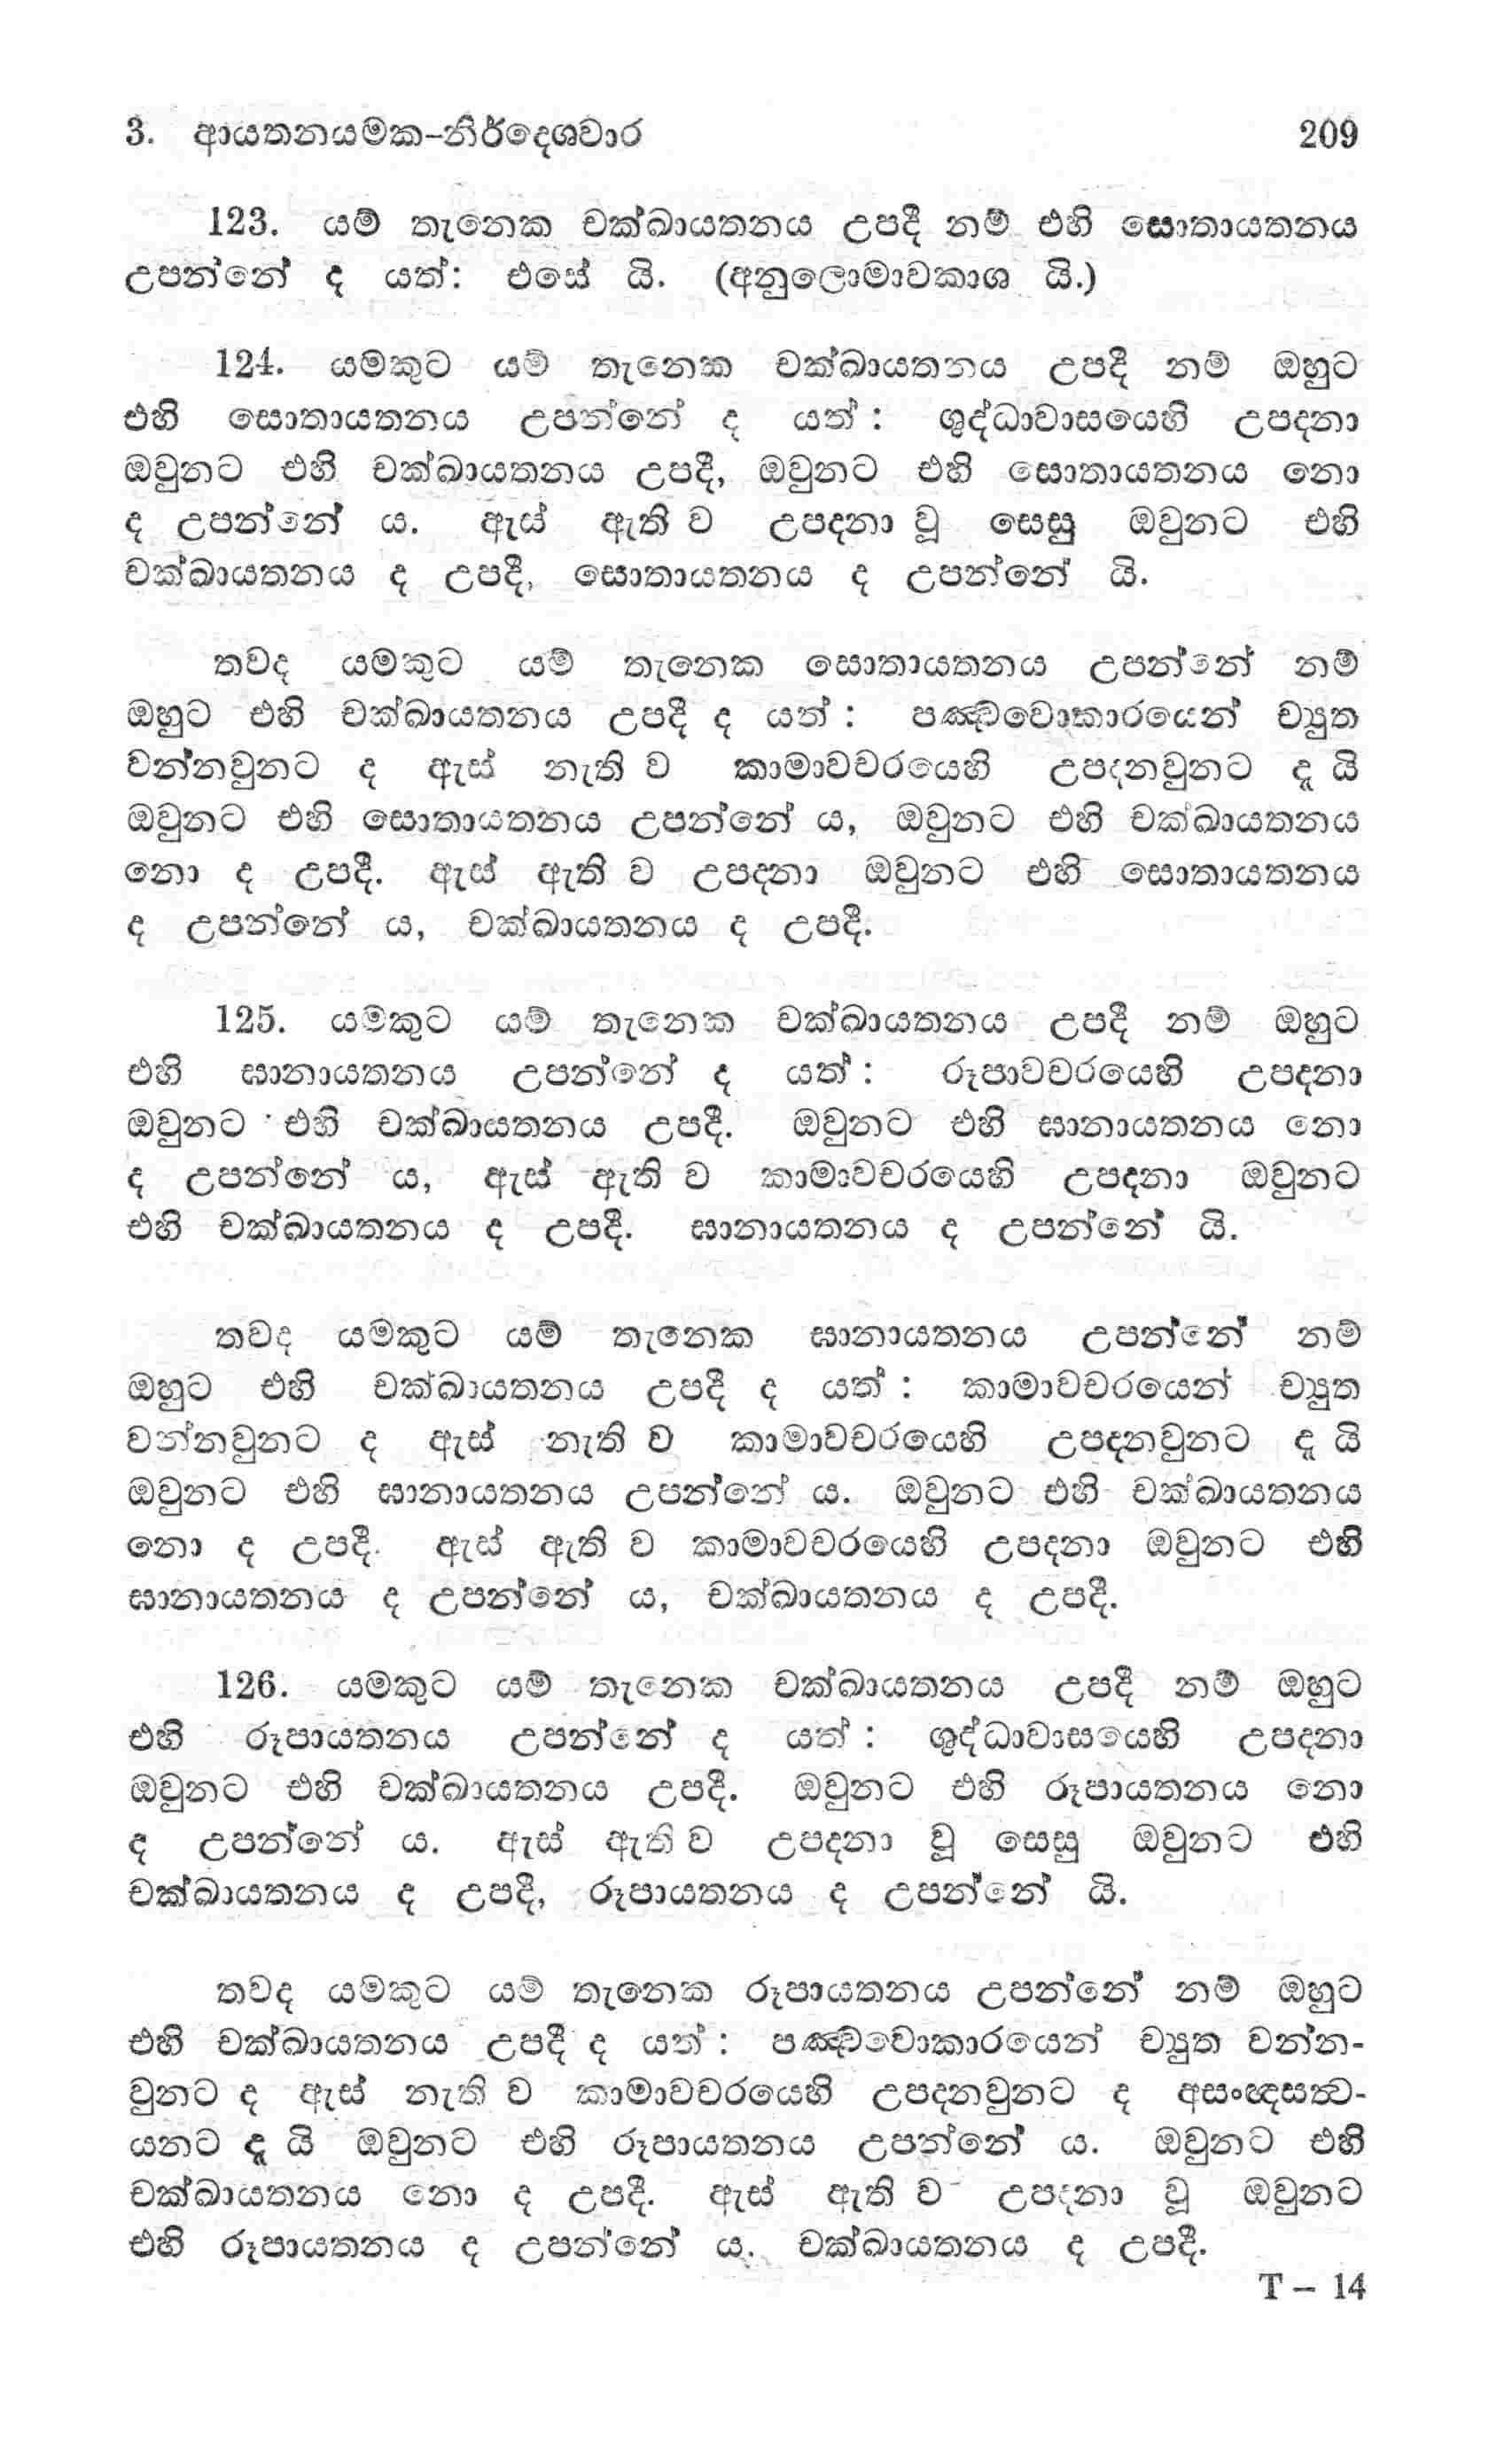 3. ආයතනයමක-නිර්දෙශවාර 209
123. යම් තැනෙක චක්ඛායතනය උපදී නම් එහි සොතායතනය
උපන්නේ ද යත්: එසේ යි. (අනුලොමාවකාශ යි.)
124. යමකුට යම් තැනෙක චක්ඛායතනය උපදී නම් ඔහුට
එහි සොතායතනය උපන්නේ ද යත් : ශුද්ධාවාසයෙහි උපදනා
ඔවුනට එහි චක්ඛායතනය උපදී, ඔවුනට එහි සොතායතනය නො
ද උපන්නේ ය. ඇස් ඇති ව උපදනා වූ සෙසු ඔවුනට එහි
චක්ඛායතනය ද උපදී, සොතායතනය ද උපන්නේ යි.
තවද යමකුට යම් තැනෙක සොතායතනය උපන්නේ නම්
ඔහුට එහි චක්ඛායතනය උපදී ද යත් : පඤ්චවොකාරයෙන් ච්‍යුත
වන්නවුනට ද ඇස් නැති ව කාමාවචරයෙහි උපදනවුනට දැ යි
ඔවුනට එහි සොතායතනය උපන්නේ ය, ඔවුනට එහි චක්ඛායතනය
නො ද උපදී. ඇස් ඇති ව උපදනා ඔවුනට එහි සොතායතනය
ද උපන්නේ ය, චක්ඛායතනය ද උපදී.
125. යමකුට යම් තැනෙක චක්ඛායතනය උපදී නම් ඔහුට
එහි ඝානායතනය උපන්නේ ද යත් : රූපාවචරයෙහි උපදනා
ඔවුනට එහි චක්ඛායතනය උපදී. ඔවුනට එහි ඝානායතනය නො
ද උපන්නේ ය, ඇස් ඇති ව කාමාවචරයෙහි උපදනා ඔවුනට
එහි චක්ඛායතනය ද උපදී. ඝානායතනය ද උපන්නේ යි.
තවද යමකුට යම් තැනෙක ඝානායතනය උපන්නේ නම්
ඔහුට එහි චක්ඛායතනය උපදී ද යත් : කාමාවචරයෙන් ච්‍යුත
වන්නවුනට ද ඇස් නැති ව කාමාවචරයෙහි උපදනවුනට දැ යි
ඔවුනට එහි ඝානායතනය උපන්නේ ය. ඔවුනට එහි චක්ඛායතනය
නො ද උපදී. ඇස් ඇති ව කාමාවචරයෙහි උපදනා ඔවුනට එහි
ඝානායතනය ද උපන්නේ ය, චක්ඛායතනය ද උපදී.
126. යමකුට යම් තැනෙක චක්ඛායතනය උපදී නම් ඔහුට
එහි රූපායතනය උපන්නේ ද යත් : ශුද්ධාවාසයෙහි උපදනා
ඔවුනට එහි චක්ඛායතනය උපදී. ඔවුනට එහි රූපායතනය නො
ද උපන්නේ ය. ඇස් ඇති ව උපදනා වූ සෙසු ඔවුනට එහි
චක්ඛායතනය ද උපදී, රූපායතනය ද උපන්නේ යි.
තවද යමකුට යම් තැනෙක රූපායතනය උපන්නේ නම් ඔහුට
එහි චක්ඛායතනය උපදී ද යත් : පඤ්චවොකාරයෙන් ච්‍යුත වන්න-
වුනට ද ඇස් නැති ව කාමාවචරයෙහි උපදනවුනට ද අසංඥසත්‍ව-
යනට දැ යි ඔවුනට එහි රූපායතනය උපන්නේ ය. ඔවුනට එහි
චක්ඛායතනය නො ද උපදී. ඇස් ඇති ව උපදනා වූ ඔවුනට
එහි රූපායතනය ද උපන්නේ ය. චක්ඛායතනය ද උපදී.
T – 14